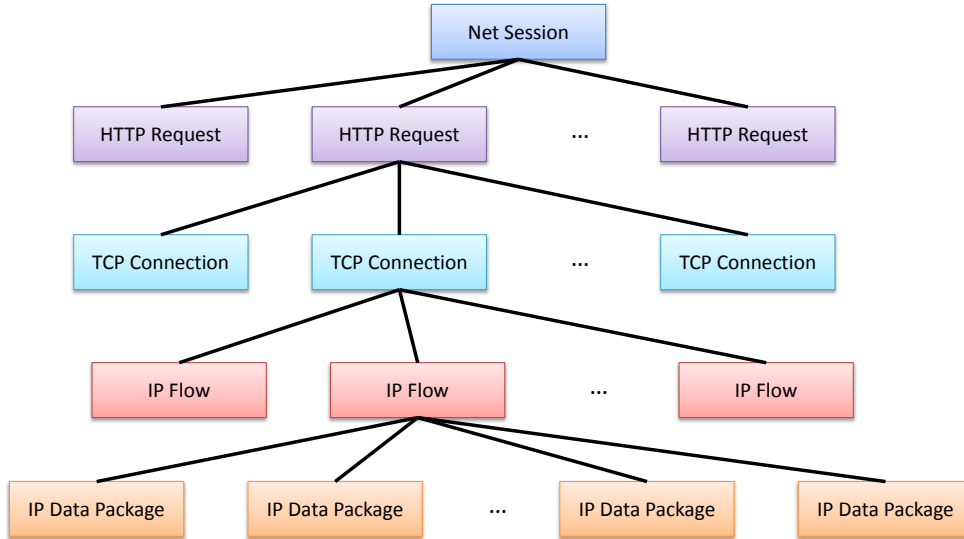 Net Session
HTTP Request
HTTP Request
...
HTTP Request
TCP Connection
TCP Connection
...
TCP Connection
IP Flow
IP Flow
...
IP Flow
IP Data Package
IP Data Package
...
IP Data Package
IP Data Package